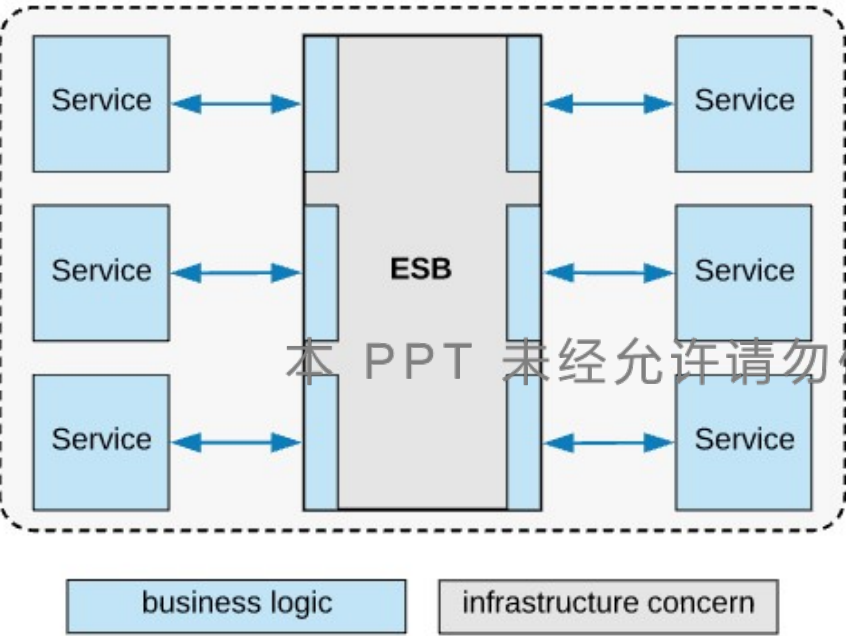 Service
Service
Service
ESB
Service
本 PPT 未经允许请勿
Service
Service
Service
business logic
infrastructure concern